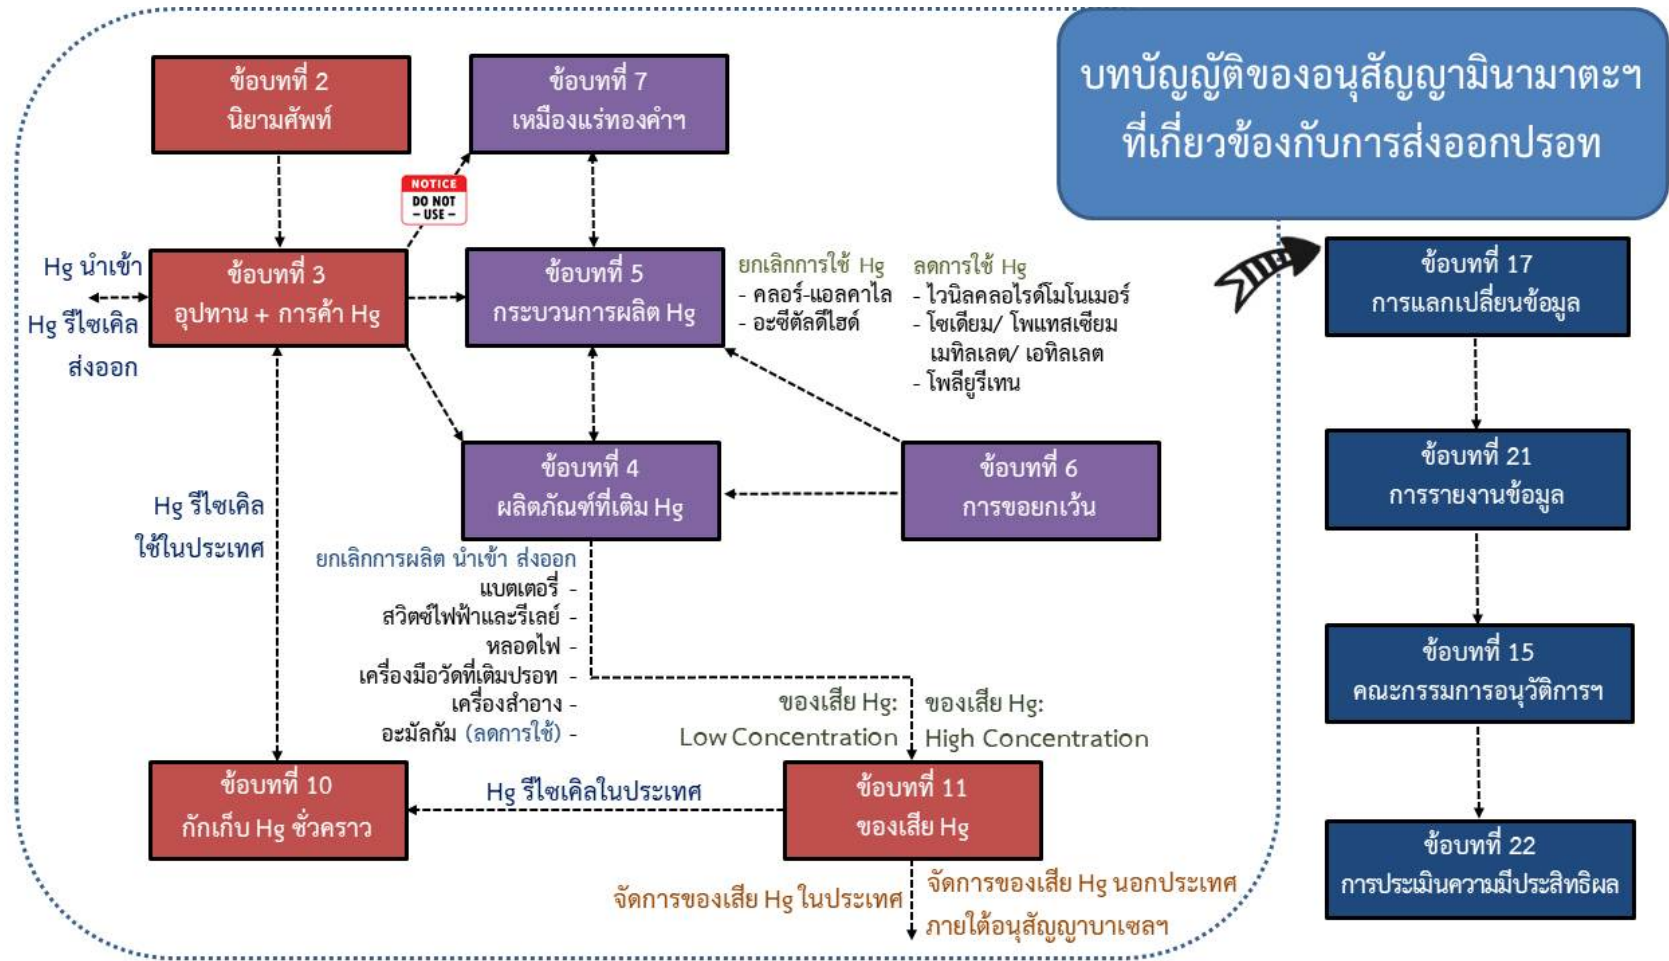 บทบัญญัติของอนุสัญญามินามาตะฯ
ที่เกี่ยวข้องกับการส่งออกปรอท
ข้อบทที่ 2
นิยามศัพท์
ข้อบทที่ 7
เหมืองแร่ทองคำฯ
NOTICE
DO NOT
– USE –
Hg นำเข้า
Hg รีไซเคิล
ส่งออก
ข้อบทที่ 3
อุปทาน + การค้า Hg
ข้อบทที่ 5
กระบวนการผลิต Hg
ยกเลิกการใช้ Hg
- คลอร์-แอลคาไล
- อะซีตัลดีไฮด์
ลดการใช้ Hg
- ไวนิลคลอไรด์โมโนเมอร์
- โซเดียม/ โพแทสเซียม
เมทิลเลต/ เอทิลเลต
- โพลียูรีเทน
ข้อบทที่ 4
ผลิตภัณฑ์ที่เติม Hg
ข้อบทที่ 6
การขอยกเว้น
Hg รีไซเคิล
ใช้ในประเทศ
ยกเลิกการผลิต นำเข้า ส่งออก
แบตเตอรี่ -
สวิตซ์ไฟฟ้าและรีเลย์ -
หลอดไฟ -
เครื่องมือวัดที่เติมปรอท -
เครื่องสำอาง -
อะมัลกัม (ลดการใช้) -
ของเสีย Hg:
Low Concentration
ของเสีย Hg:
High Concentration
ข้อบทที่ 10
กักเก็บ Hg ชั่วคราว
Hg รีไซเคิลในประเทศ
ข้อบทที่ 11
ของเสีย Hg
จัดการของเสีย Hg ในประเทศ
จัดการของเสีย Hg นอกประเทศ
ภายใต้อนุสัญญาบาเซลฯ
ข้อบทที่ 17
การแลกเปลี่ยนข้อมูล
ข้อบทที่ 21
การรายงานข้อมูล
ข้อบทที่ 15
คณะกรรมการอนุวัติการฯ
ข้อบทที่ 22
การประเมินความมีประสิทธิผล